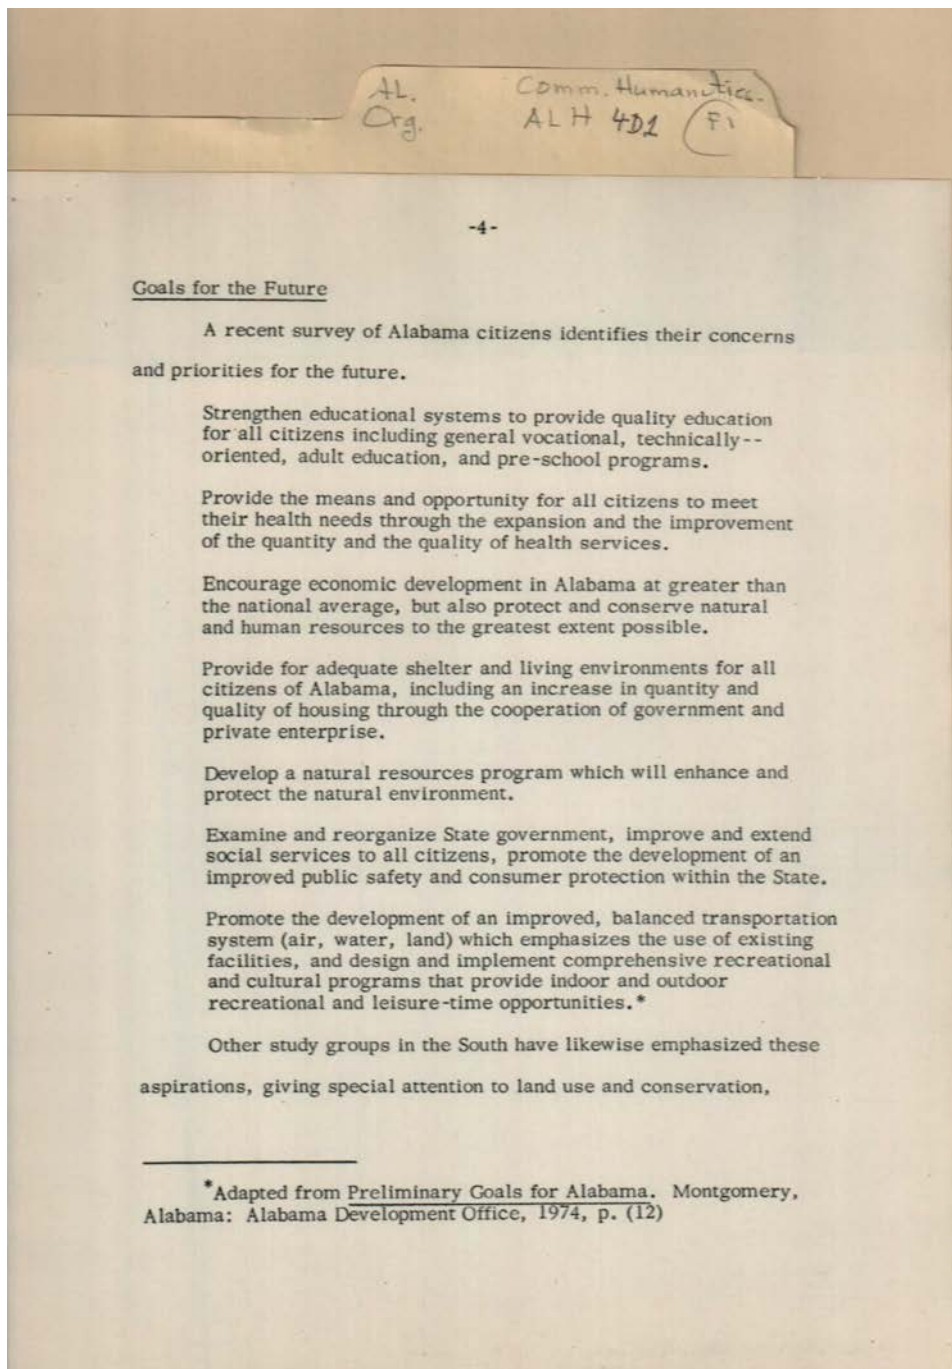 AL. Comm. Humanities.
Org. ALH 4D1 F1
-4-
Goals for the Future
A recent survey of Alabama citizens identifies their concerns
and priorities for the future.
Strengthen educational systems to provide quality education
for all citizens including general vocational, technically--
oriented, adult education, and pre-school programs.
Provide the means and opportunity for all citizens to meet
their health needs through the expansion and the improvement
of the quantity and the quality of health services.
Encourage economic development in Alabama at greater than
the national average, but also protect and conserve natural
and human resources to the greatest extent possible.
Provide for adequate shelter and living environments for all
citizens of Alabama, including an increase in quantity and
quality of housing through the cooperation of government and
private enterprise.
Develop a natural resources program which will enhance and
protect the natural environment.
Examine and reorganize State government, improve and extend
social services to all citizens, promote the development of an
improved public safety and consumer protection within the State.
Promote the development of an improved, balanced transportation
system (air, water, land) which emphasizes the use of existing
facilities, and design and implement comprehensive recreational
and cultural programs that provide indoor and outdoor
recreational and leisure-time opportunities.*
Other study groups in the South have likewise emphasized these
aspirations, giving special attention to land use and conservation,
*Adapted from Preliminary Goals for Alabama. Montgomery,
Alabama: Alabama Development Office, 1974, p. (12)